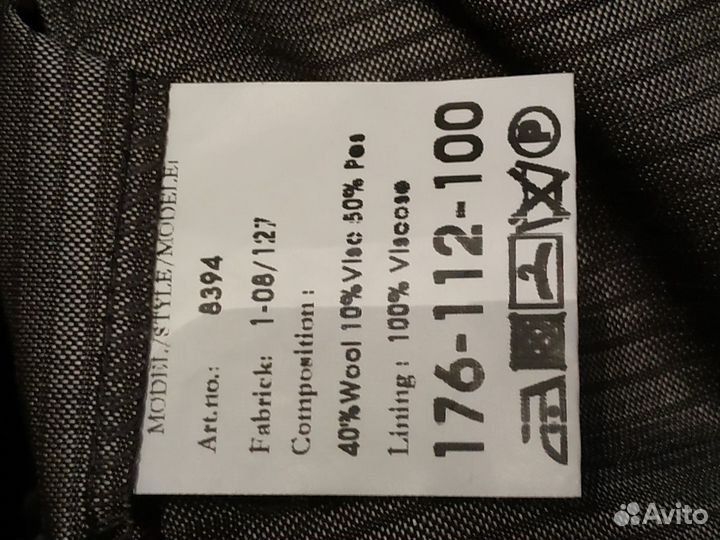 MODEL/STYLE/MODELE:
Art.no.: 8394
Fabrick: 1-08/127
Composition :
40%Wool 10%Visc 50% Pos
Lining : 100% Viscose
176-112-100
P
Avito